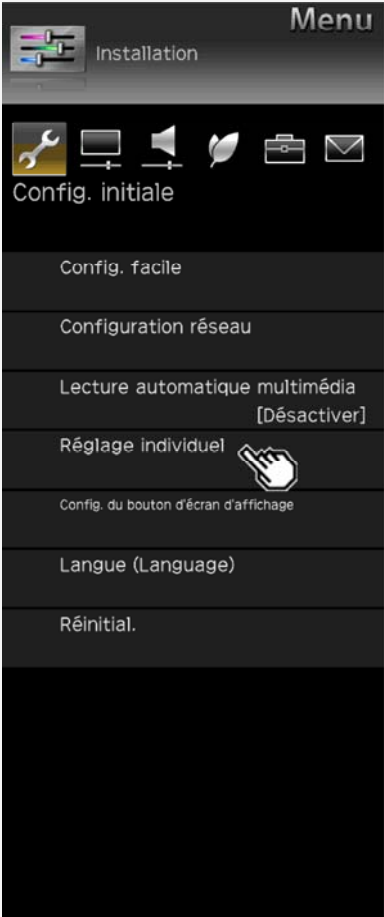 Menu
Installation
Config. initiale
Config. facile
Configuration réseau
Lecture automatique multimédia
[Désactiver]
Réglage individuel
Config. du bouton d'écran d'affichage
Langue (Language)
Réinitial.